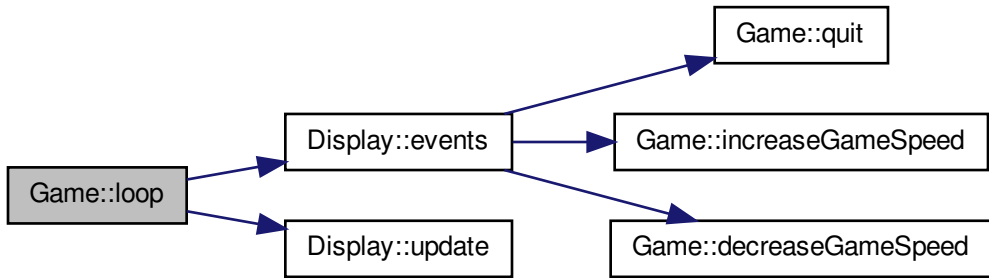 Game::quit
Display::events
Game::increaseGameSpeed
Game::loop
Display::update
Game::decreaseGameSpeed